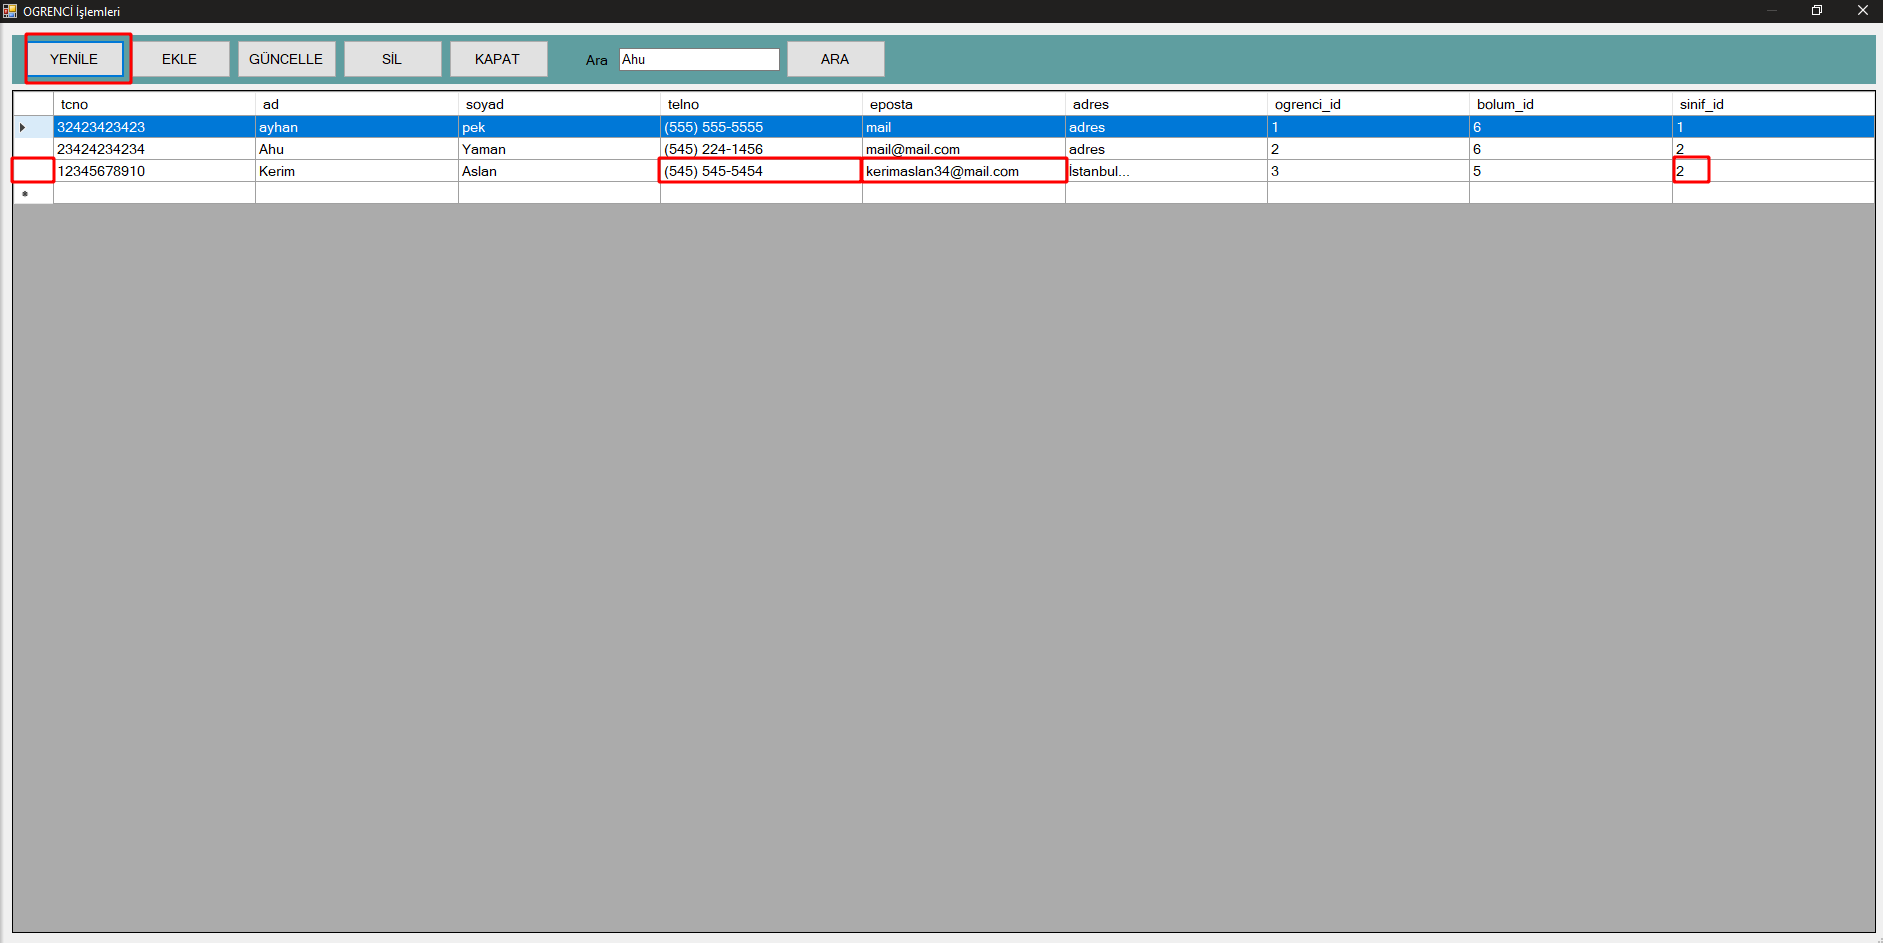 OGRENCİ İşlemleri
YENİLE EKLE GÜNCELLE SİL KAPAT Ara Ahu ARA
tcno ad soyad telno eposta adres ogrenci_id bolum_id sinif_id
32423423423 ayhan pek (555) 555-5555 mail adres 1 6 1
23424234234 Ahu Yaman (545) 224-1456 mail@mail.com adres 2 6 2
12345678910 Kerim Aslan (545) 545-5454 kerimaslan34@mail.com İstanbul... 3 5 2
*